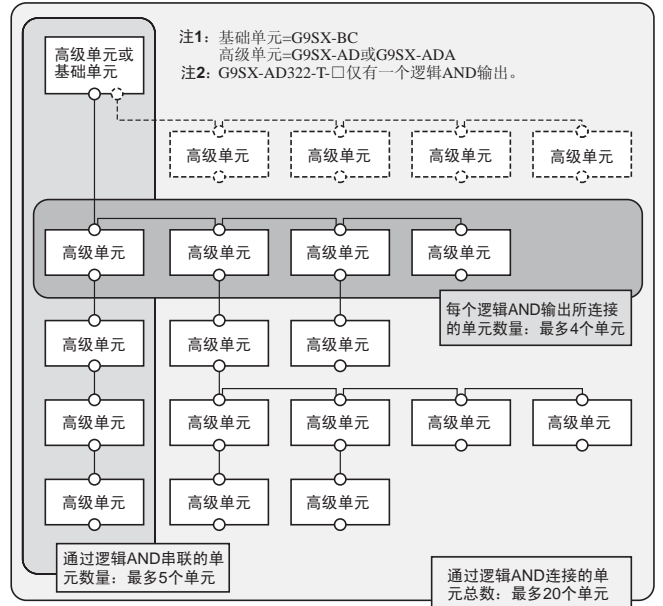 高级单元或
基础单元
注1：基础单元=G9SX-BC
高级单元=G9SX-AD或G9SX-ADA
注2：G9SX-AD322-T-□仅有一个逻辑AND输出。
高级单元 高级单元 高级单元 高级单元
高级单元 高级单元 高级单元 高级单元
每个逻辑AND输出所连接
的单元数量：最多4个单元
高级单元 高级单元 高级单元
高级单元 高级单元 高级单元 高级单元 高级单元
高级单元 高级单元 高级单元
通过逻辑AND串联的单
元数量：最多5个单元
通过逻辑AND连接的单
元总数：最多20个单元